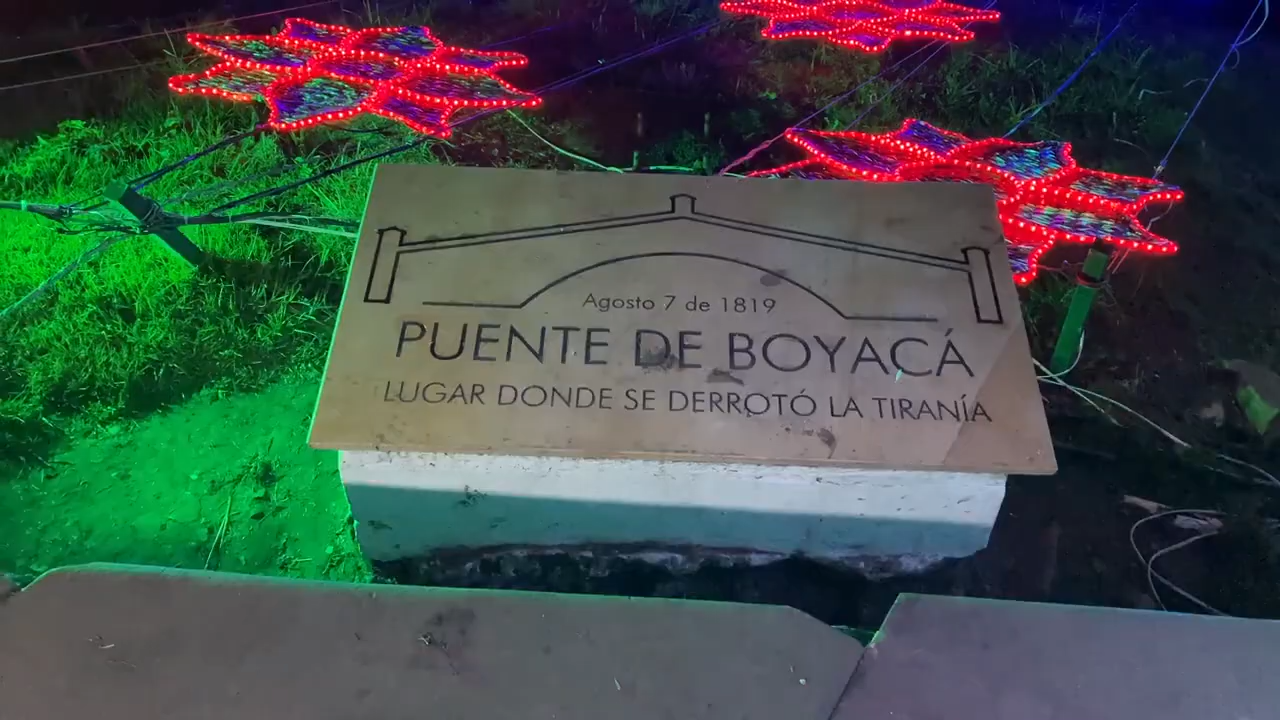 Agosto 7 de 1819
PUENTE DE BOYACÁ
LUGAR DONDE SE DERROTÓ LA TIRANÍA